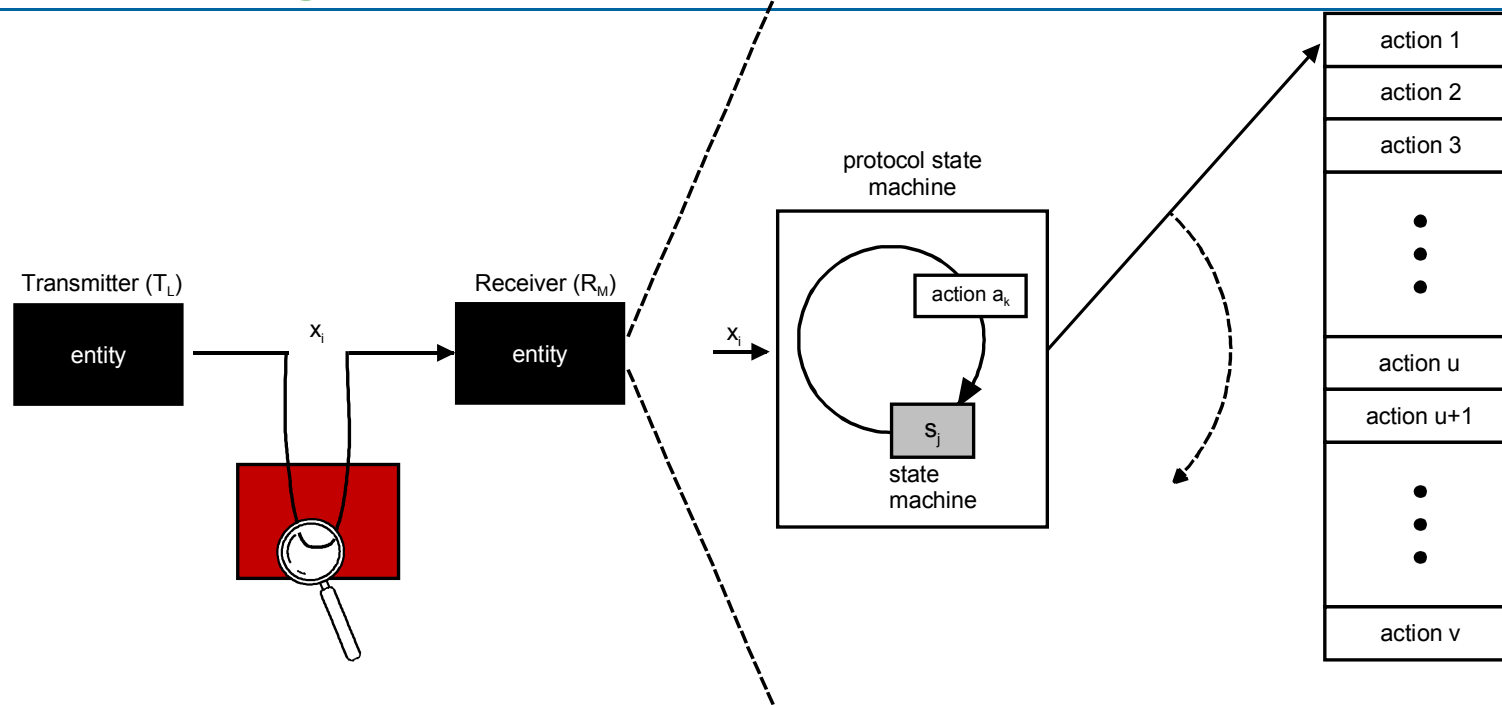 Transmitter (T_L)
entity
x_i
Receiver (R_M)
entity
x_i
protocol state
machine
action a_k
s_j
state
machine
action 1
action 2
action 3
action u
action u+1
action v